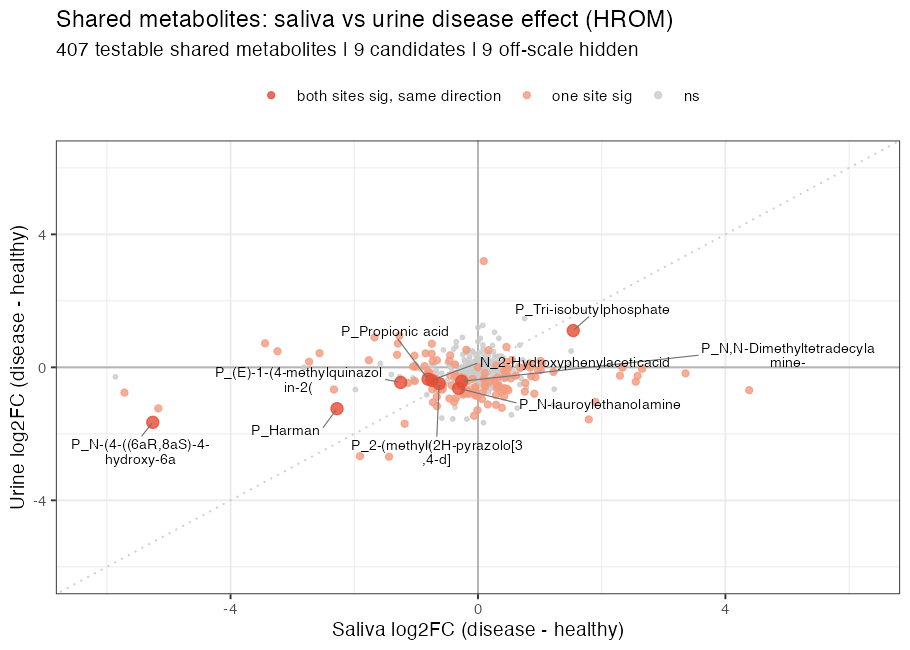 Shared metabolites: saliva vs urine disease effect (HROM)
407 testable shared metabolites | 9 candidates | 9 off-scale hidden
both sites sig, same direction
one site sig
ns
Urine log2FC (disease - healthy)
4
0
-4
P_Tri-isobutylphosphate
P_Propionic acid
P_N,N-Dimethyltetradecyla
mine-
N_2-Hydroxyphenylaceticacid
P_(E)-1-(4-methylquinazol
in-2(
P_N-lauroylethanolamine
P_Harman
P_N-(4-((6aR,8aS)-4-
hydroxy-6a
P_2-(methyl(2H-pyrazolo[3
,4-d]
-4
0
4
Saliva log2FC (disease - healthy)